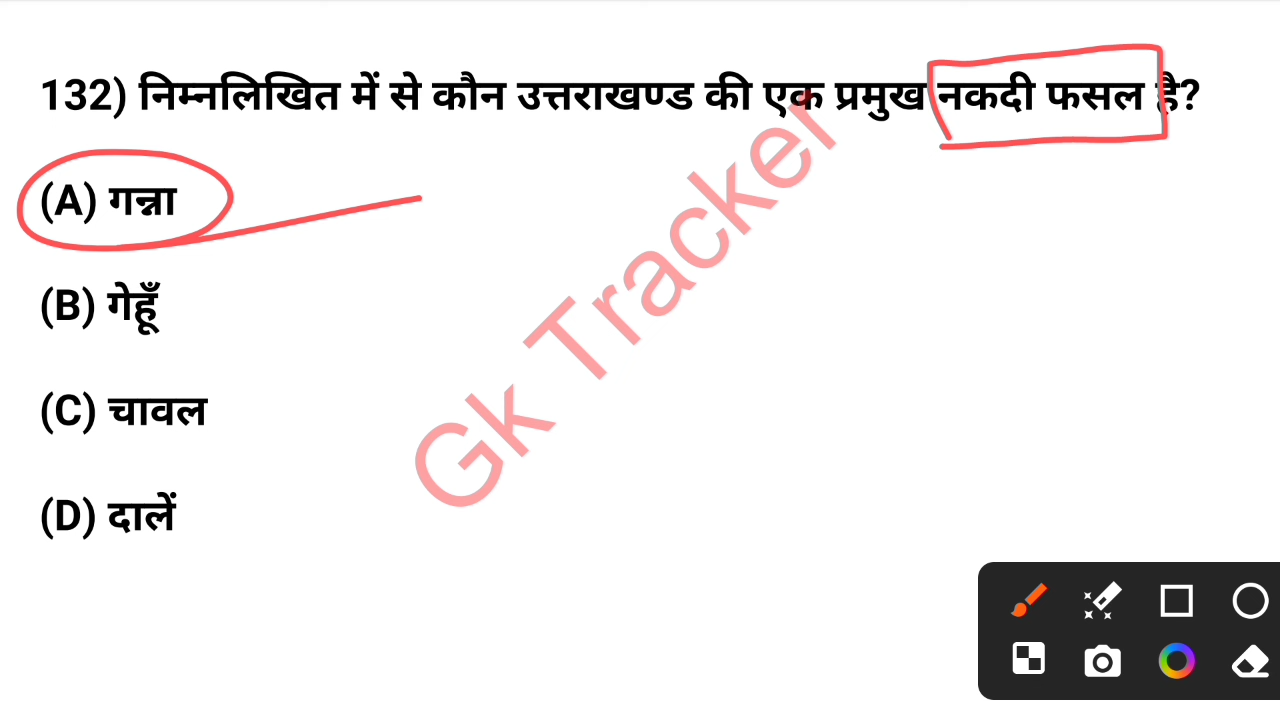 132) निम्नलिखित में से कौन उत्तराखण्ड की एक प्रमुख नकदी फसल है?
(A) गन्ना
(B) गेहूँ
(C) चावल
(D) दालें
Gk Tracker